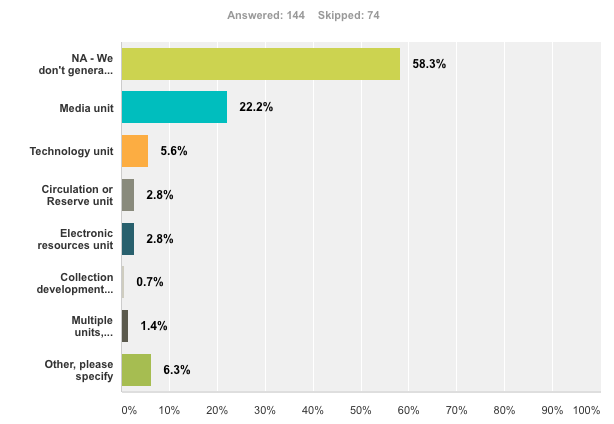 Answered: 144 Skipped: 74
NA - We
don't genera...
58.3%
Media unit
22.2%
Technology unit
5.6%
Circulation or
Reserve unit
2.8%
Electronic
resources unit
2.8%
Collection
development...
0.7%
Multiple
units,...
1.4%
Other, please
specify
6.3%
0% 10% 20% 30% 40% 50% 60% 70% 80% 90% 100%